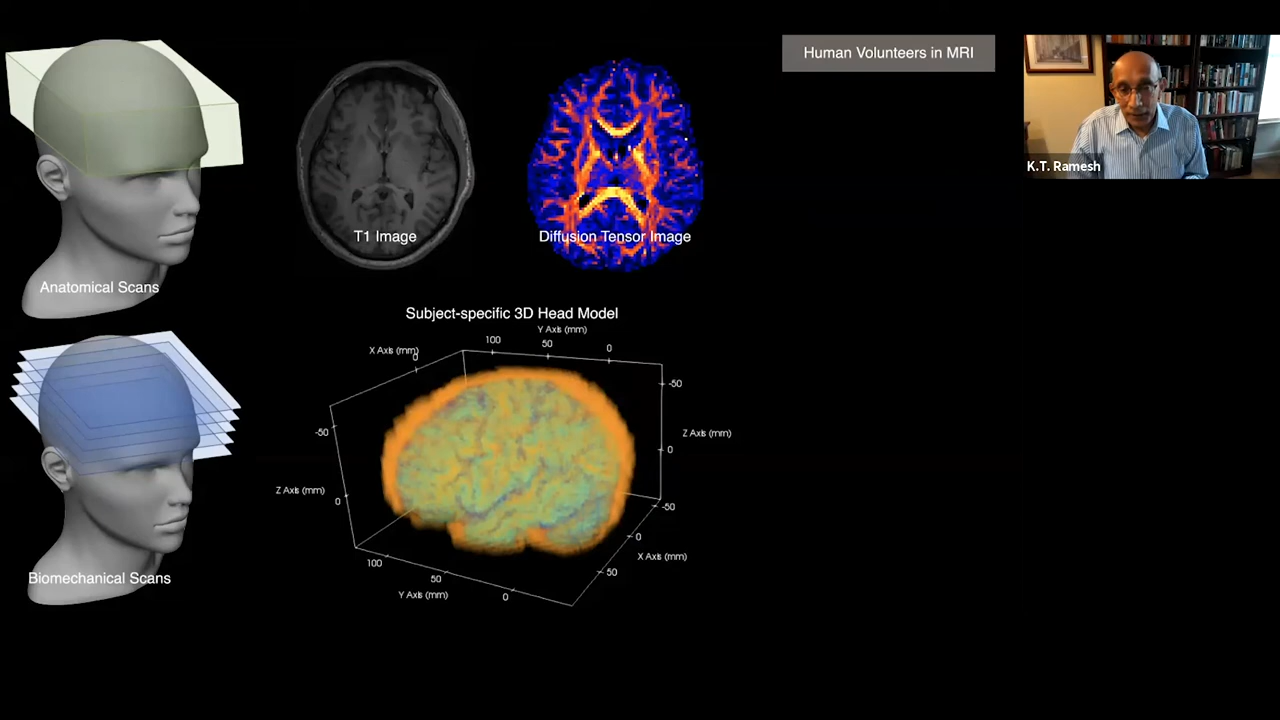 Human Volunteers in MRI
K.T. Ramesh
T1 Image
Diffusion Tensor Image
Anatomical Scans
Subject-specific 3D Head Model
Y Axis (mm)
100
50
0
X Axis (mm)
0
-50
-50
Z Axis (mm)
0
Z Axis (mm)
0
-50
0
X Axis (mm)
50
100
50
0
Y Axis (mm)
Biomechanical Scans